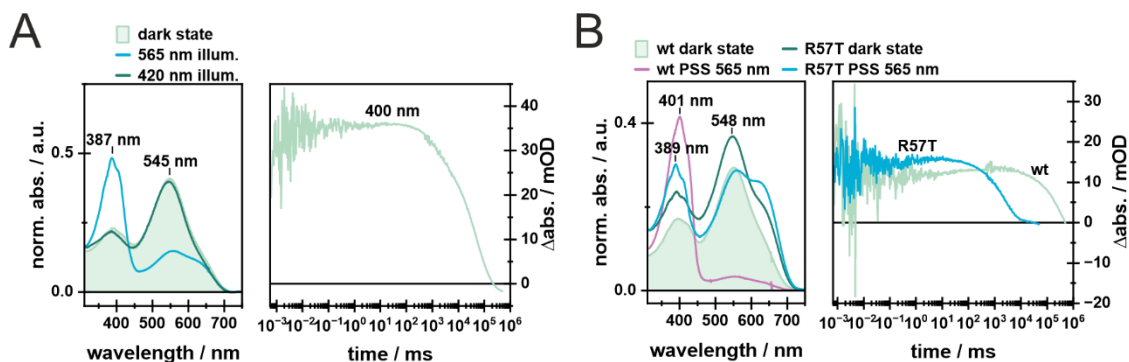 A
dark state
565 nm illum.
420 nm illum.
norm. abs. / a.u.
0.5
0.0
387 nm
545 nm
400 500 600 700
wavelength / nm
400 nm
40
35
30
25
20
15
10
5
0
Δabs. / mOD
10⁻³ 10⁻² 10⁻¹ 10⁰ 10¹ 10² 10³ 10⁴ 10⁵ 10⁶
time / ms
B
wt dark state
wt PSS 565 nm
R57T dark state
R57T PSS 565 nm
norm. abs. / a.u.
0.4
0.0
401 nm
389 nm
548 nm
400 500 600 700
wavelength / nm
R57T
wt
30
20
10
0
−10
−20
Δabs. / mOD
10⁻³ 10⁻² 10⁻¹ 10⁰ 10¹ 10² 10³ 10⁴ 10⁵ 10⁶
time / ms